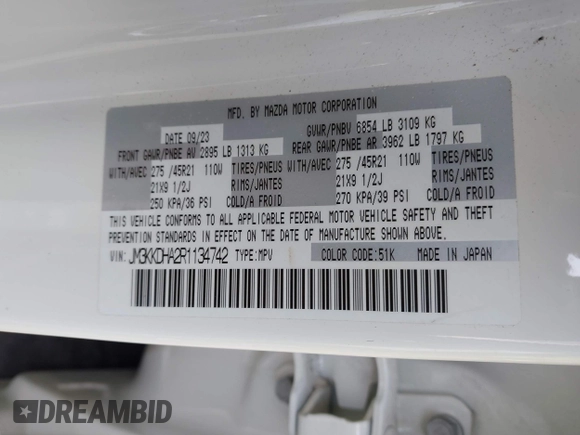 MFD. BY MAZDA MOTOR CORPORATION
DATE 09/23 GVWR/PNBV 6854 LB 3109 KG
FRONT GAWR/PNBE AV 2895 LB 1313 KG REAR GAWR/PNBE AR 3962 LB 1797 KG
WITH/AVEC 275 /45R21 110W TIRES/PNEUS WITH/AVEC 275 /45R21 110W TIRES/PNEUS
21X9 1/2J RIMS/JANTES 21X9 1/2J RIMS/JANTES
250 KPA/36 PSI COLD/A FROID 270 KPA/39 PSI COLD/A FROID
THIS VEHICLE CONFORMS TO ALL APPLICABLE FEDERAL MOTOR VEHICLE SAFETY AND THEFT
PREVENTION STANDARDS IN EFFECT ON THE DATE OF MANUFACTURE SHOWN ABOVE.
VIN: JM3KKDHA2R1134742 TYPE: MPV COLOR CODE: 51K MADE IN JAPAN
DREAMBID